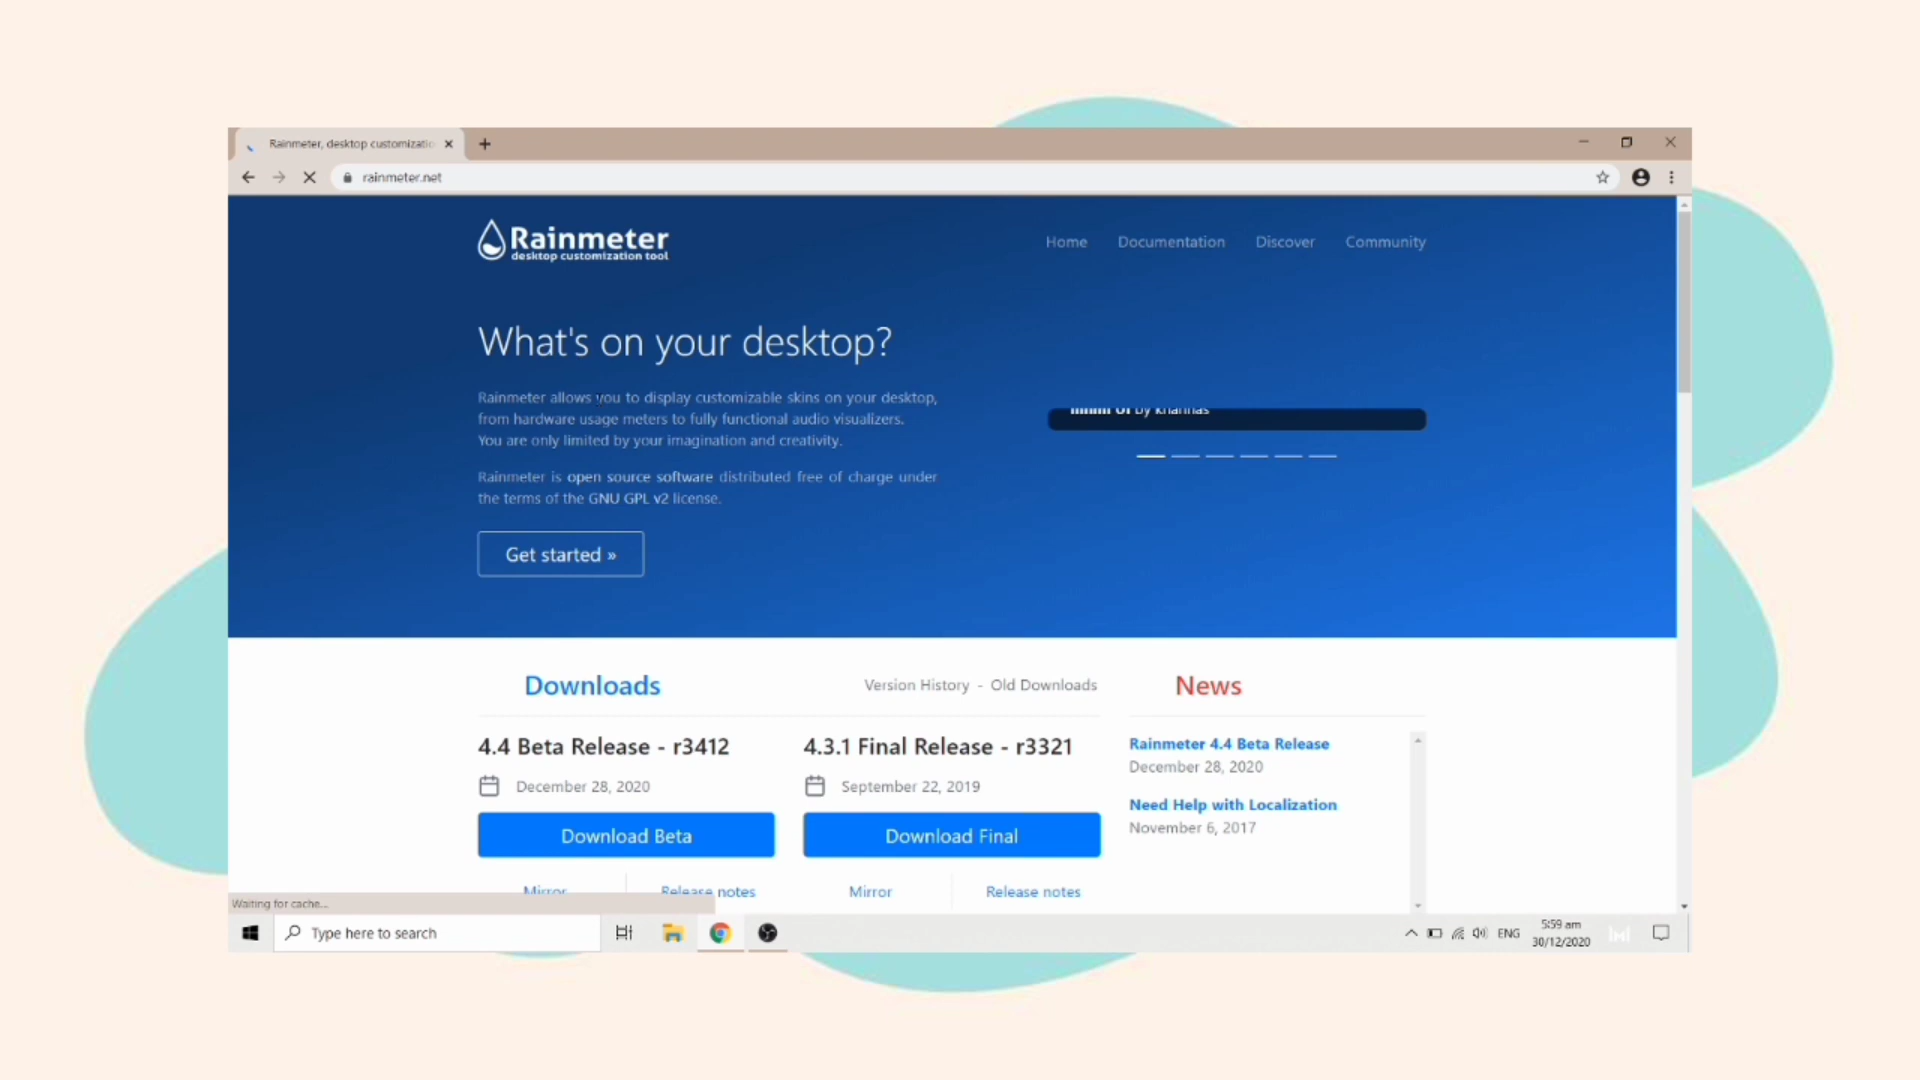 Rainmeter, desktop customizatio
rainmeter.net
Rainmeter
desktop customization tool
Home
Documentation
Discover
Community
What's on your desktop?
Rainmeter allows you to display customizable skins on your desktop,
from hardware usage meters to fully functional audio visualizers.
You are only limited by your imagination and creativity.
Rainmeter is open source software distributed free of charge under
the terms of the GNU GPL v2 license.
Get started »
UI by khanhas
Downloads
Version History - Old Downloads
News
4.4 Beta Release - r3412
December 28, 2020
Download Beta
Mirror
Release notes
4.3.1 Final Release - r3321
September 22, 2019
Download Final
Mirror
Release notes
Rainmeter 4.4 Beta Release
December 28, 2020
Need Help with Localization
November 6, 2017
Waiting for cache...
Type here to search
ENG
5:59 am
30/12/2020